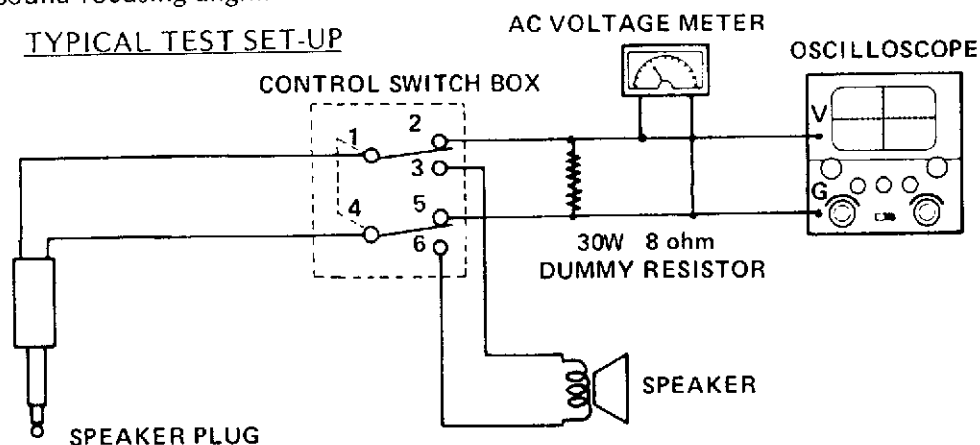 TYPICAL TEST SET-UP
AC VOLTAGE METER
OSCILLOSCOPE
CONTROL SWITCH BOX
1
2
V
3
4
5
G
6
30W 8 ohm
DUMMY RESISTOR
SPEAKER
SPEAKER PLUG